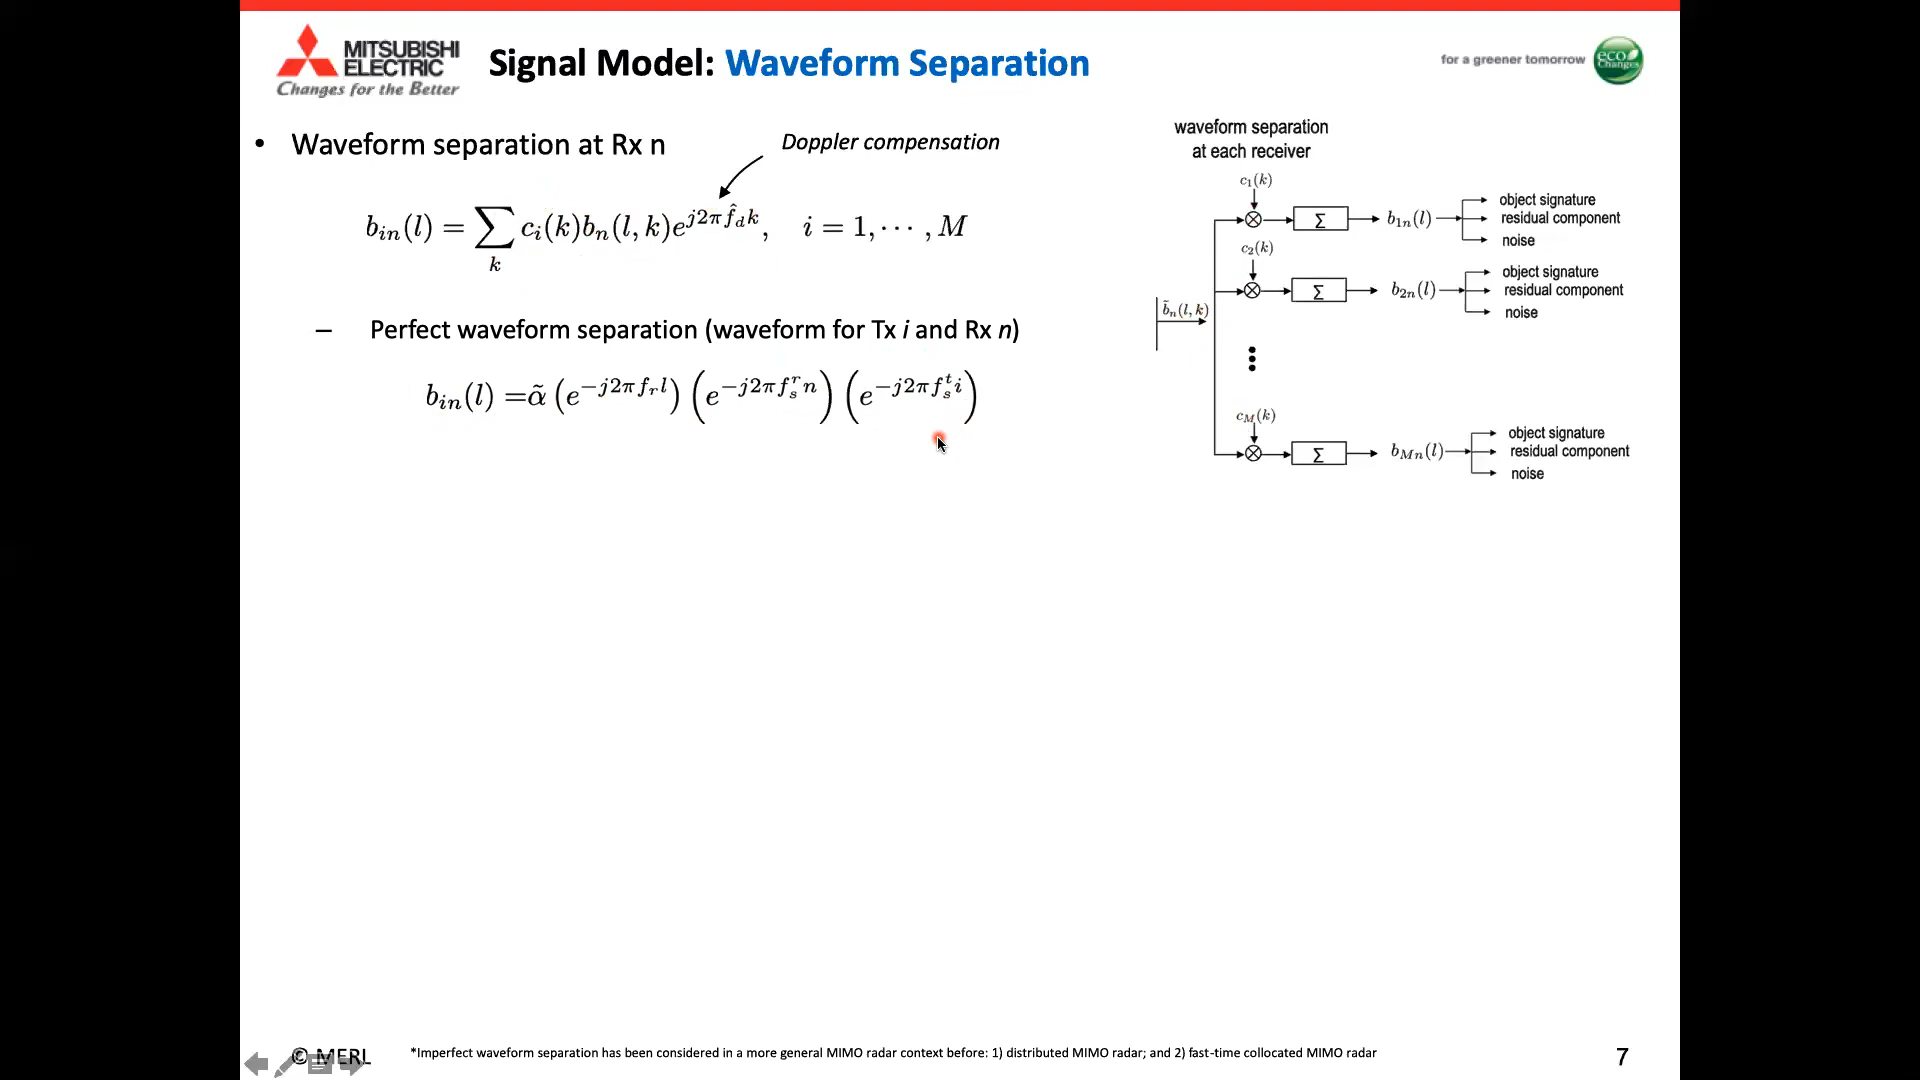 MITSUBISHI
ELECTRIC
Changes for the Better
Signal Model: Waveform Separation
for a greener tomorrow
eco
Changes
• Waveform separation at Rx n
Doppler compensation
b_{in}(l) = \sum_k c_i(k) b_n(l, k) e^{j2\pi \hat{f}_d k}, i = 1, ⋯ , M
– Perfect waveform separation (waveform for Tx i and Rx n)
b_{in}(l) = \tilde{α} (e^{-j2πf_r l}) (e^{-j2πf_s^r n}) (e^{-j2πf_s^t i})
waveform separation
at each receiver
c_1(k)
Σ
b_{1n}(l)
object signature
residual component
noise
c_2(k)
Σ
b_{2n}(l)
object signature
residual component
noise
\tilde{b}_n(l, k)
c_M(k)
Σ
b_{Mn}(l)
object signature
residual component
noise
© MERL
*Imperfect waveform separation has been considered in a more general MIMO radar context before: 1) distributed MIMO radar; and 2) fast-time collocated MIMO radar
7